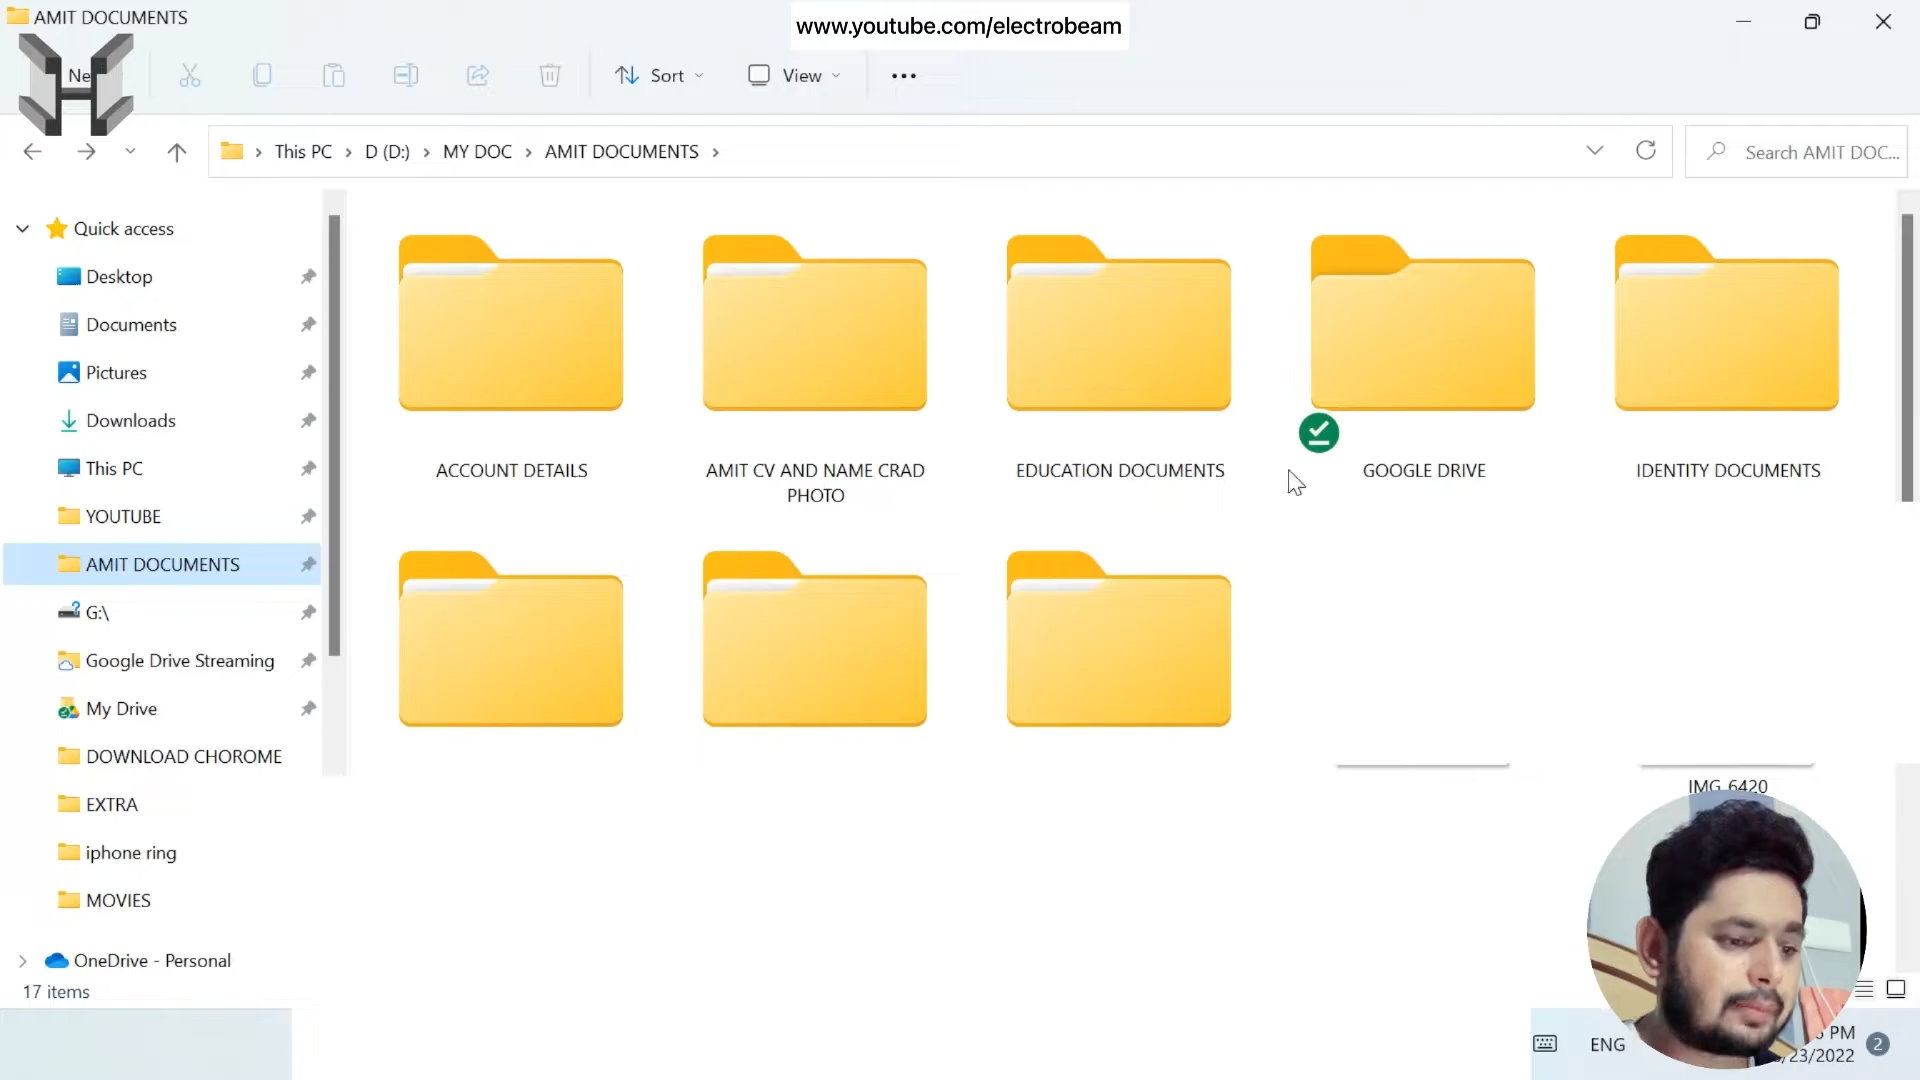 AMIT DOCUMENTS
www.youtube.com/electrobeam
Ne
Sort
View
This PC
D (D:)
MY DOC
AMIT DOCUMENTS
Search AMIT DOC...
Quick access
Desktop
Documents
Pictures
Downloads
This PC
YOUTUBE
AMIT DOCUMENTS
G:\
Google Drive Streaming
My Drive
DOWNLOAD CHOROME
EXTRA
iphone ring
MOVIES
OneDrive - Personal
17 items
ACCOUNT DETAILS
AMIT CV AND NAME CRAD
PHOTO
EDUCATION DOCUMENTS
GOOGLE DRIVE
IDENTITY DOCUMENTS
IMG_6420
ENG
PM
/23/2022
2